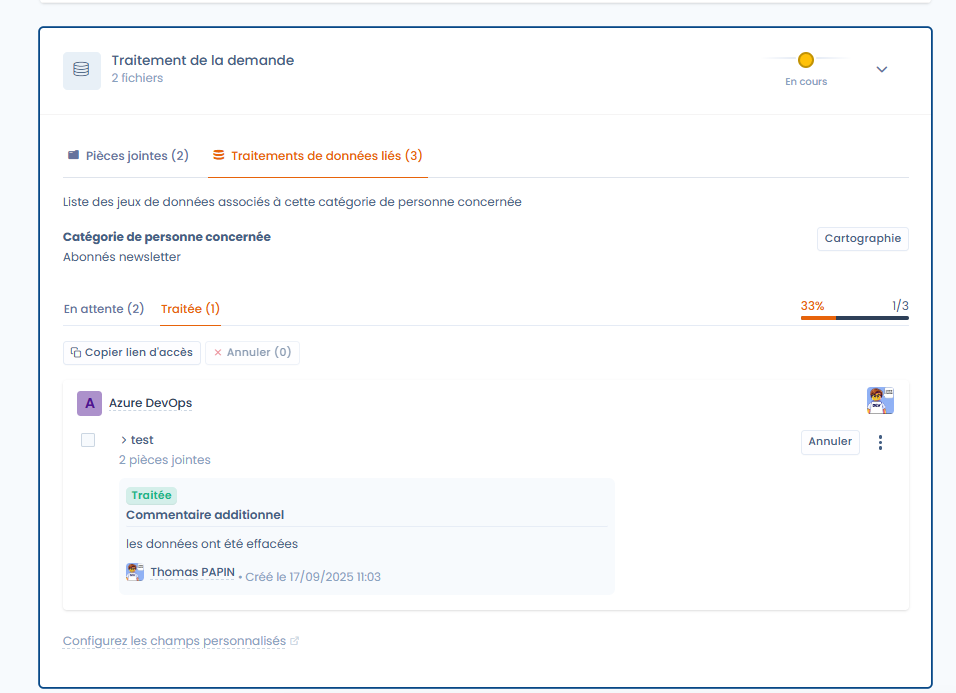 Traitement de la demande
2 fichiers
En cours
Pièces jointes (2)
Traitements de données liés (3)
Liste des jeux de données associés à cette catégorie de personne concernée
Catégorie de personne concernée
Cartographie
Abonnés newsletter
En attente (2)
Traitée (1)
33%
1/3
Copier lien d'accès
Annuler (0)
A
Azure DevOps
test
Annuler
2 pièces jointes
Traitée
Commentaire additionnel
les données ont été effacées
Thomas PAPIN • Créé le 17/09/2025 11:03
Configurez les champs personnalisés